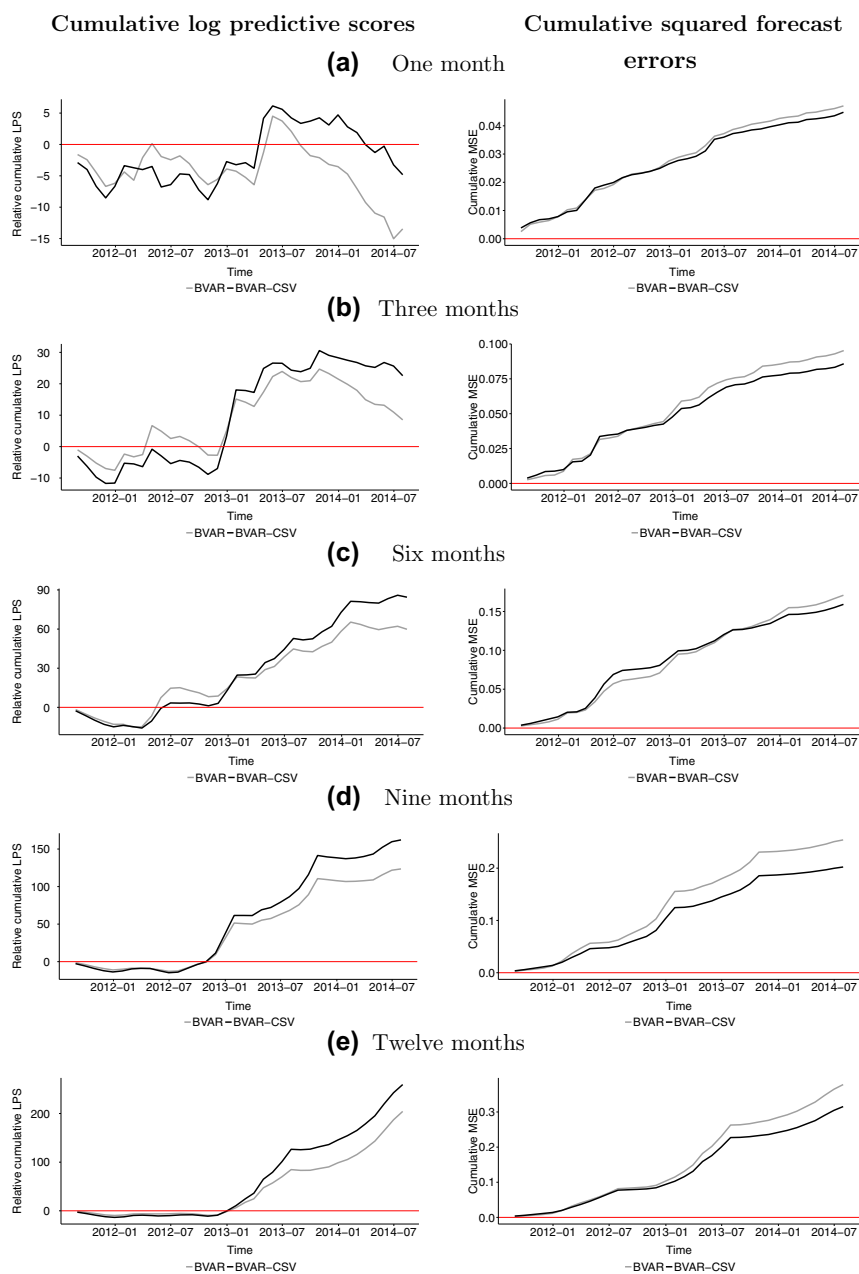 Cumulative log predictive scores
Cumulative squared forecast
errors
(a) One month
Relative cumulative LPS
5
0
−5
−10
−15
2012−01 2012−07 2013−01 2013−07 2014−01 2014−07
Time
BVAR BVAR−CSV
Cumulative MSE
0.04
0.03
0.02
0.01
0.00
2012−01 2012−07 2013−01 2013−07 2014−01 2014−07
Time
BVAR BVAR−CSV
(b) Three months
Relative cumulative LPS
30
20
10
0
−10
2012−01 2012−07 2013−01 2013−07 2014−01 2014−07
Time
BVAR BVAR−CSV
Cumulative MSE
0.100
0.075
0.050
0.025
0.000
2012−01 2012−07 2013−01 2013−07 2014−01 2014−07
Time
BVAR BVAR−CSV
(c) Six months
Relative cumulative LPS
90
60
30
0
2012−01 2012−07 2013−01 2013−07 2014−01 2014−07
Time
BVAR BVAR−CSV
Cumulative MSE
0.15
0.10
0.05
0.00
2012−01 2012−07 2013−01 2013−07 2014−01 2014−07
Time
BVAR BVAR−CSV
(d) Nine months
Relative cumulative LPS
150
100
50
0
2012−01 2012−07 2013−01 2013−07 2014−01 2014−07
Time
BVAR BVAR−CSV
Cumulative MSE
0.2
0.1
0.0
2012−01 2012−07 2013−01 2013−07 2014−01 2014−07
Time
BVAR BVAR−CSV
(e) Twelve months
Relative cumulative LPS
200
100
0
2012−01 2012−07 2013−01 2013−07 2014−01 2014−07
Time
BVAR BVAR−CSV
Cumulative MSE
0.3
0.2
0.1
0.0
2012−01 2012−07 2013−01 2013−07 2014−01 2014−07
Time
BVAR BVAR−CSV